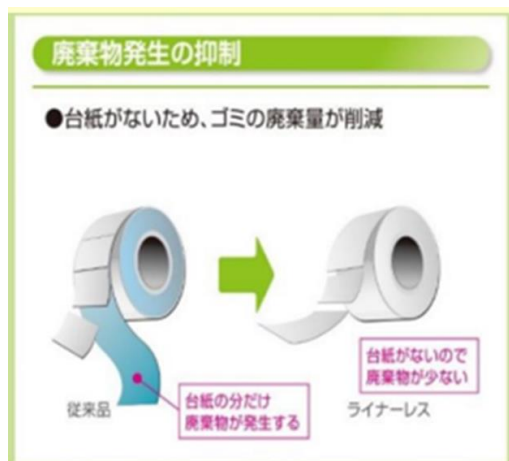 廃棄物発生の抑制
●台紙がないため、ゴミの廃棄量が削減
台紙がないので
廃棄物が少ない
台紙の分だけ
廃棄物が発生する
従来品
ライナーレス